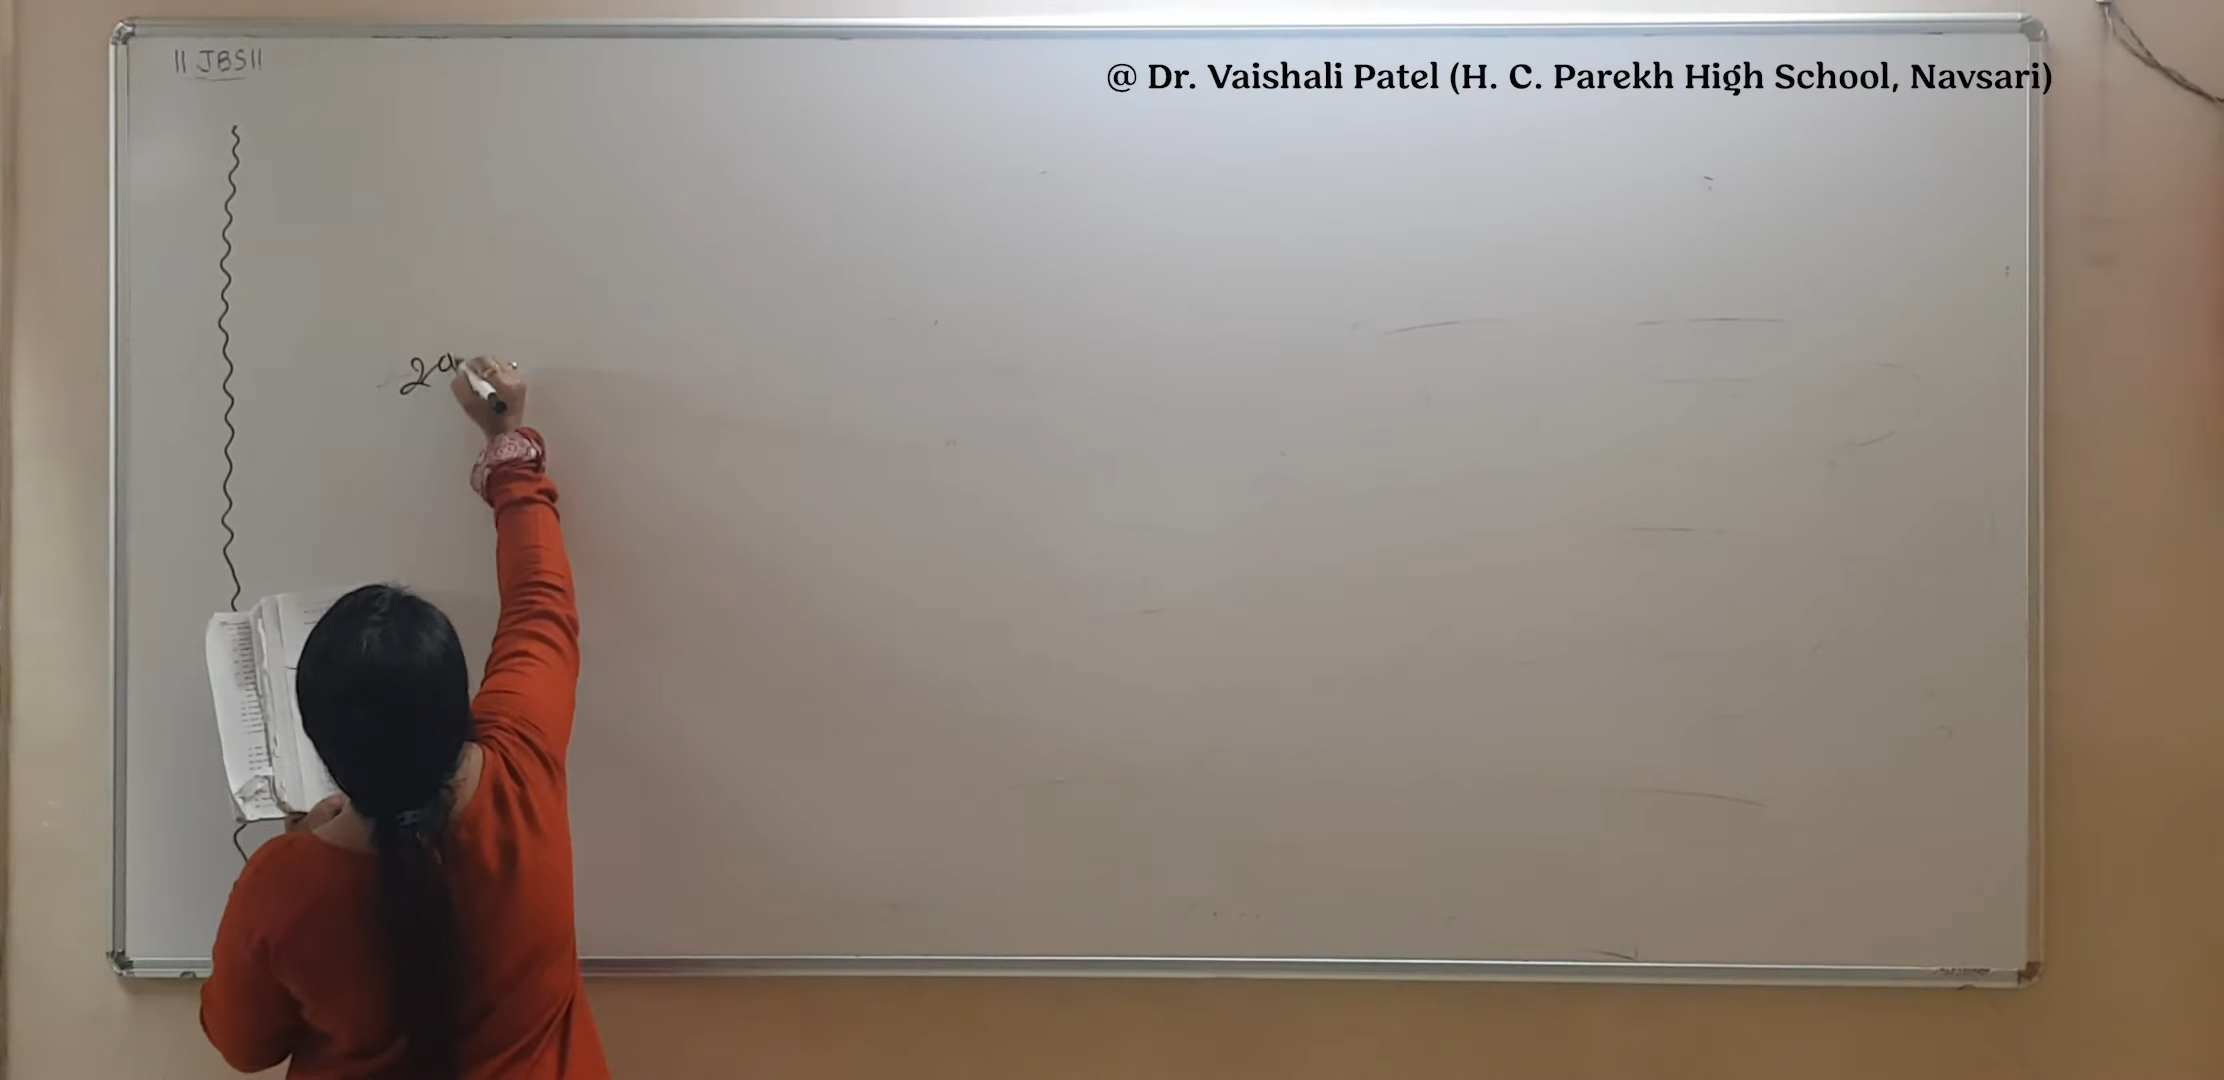 || JBS ||
@ Dr. Vaishali Patel (H. C. Parekh High School, Navsari)